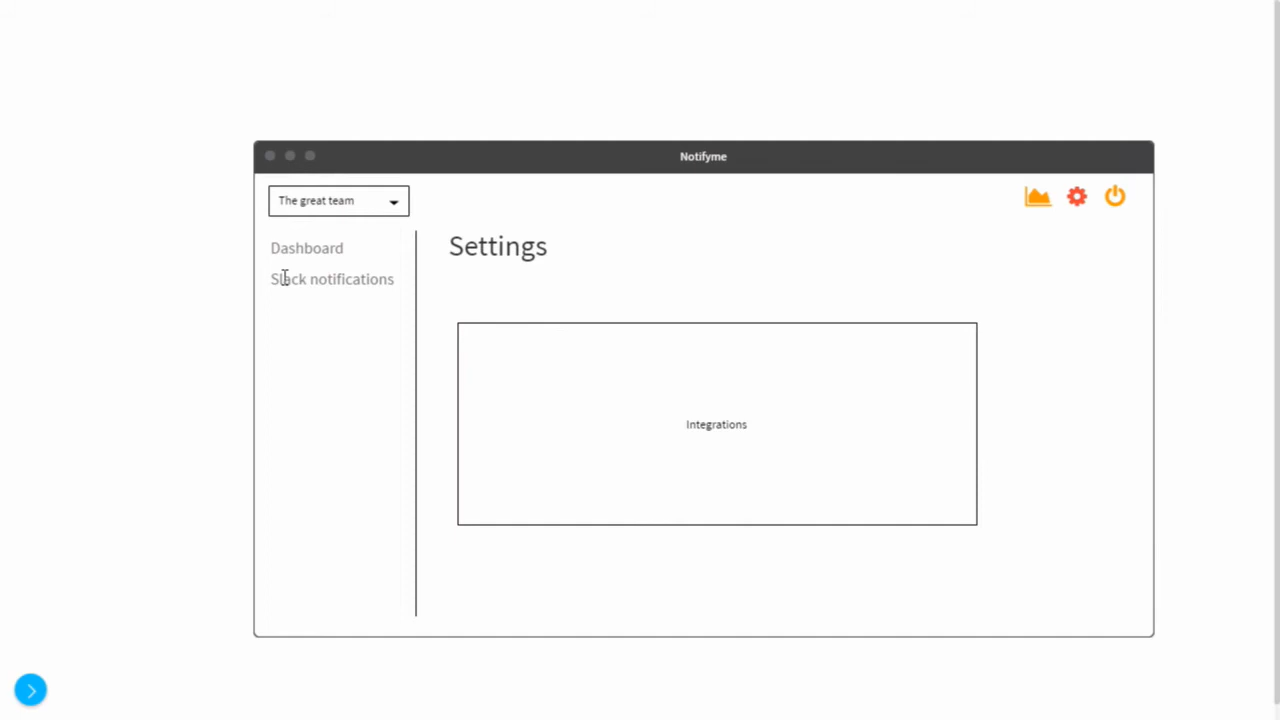 Notifyme
The great team
Dashboard
Slack notifications
Settings
Integrations